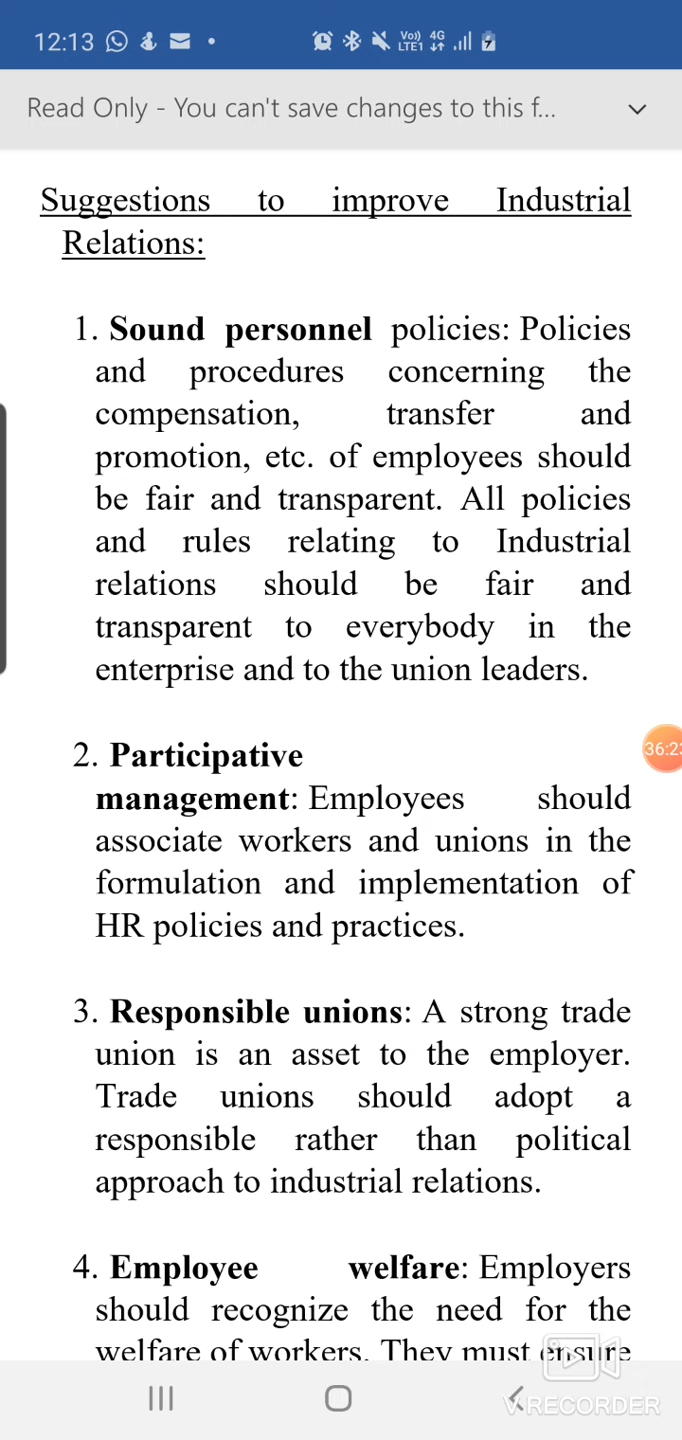 12:13
Vo)) 4G
LTE1
Read Only - You can't save changes to this f...
Suggestions to improve Industrial
Relations:
1. Sound personnel policies: Policies
and procedures concerning the
compensation, transfer and
promotion, etc. of employees should
be fair and transparent. All policies
and rules relating to Industrial
relations should be fair and
transparent to everybody in the
enterprise and to the union leaders.
2. Participative
management: Employees should
associate workers and unions in the
formulation and implementation of
HR policies and practices.
3. Responsible unions: A strong trade
union is an asset to the employer.
Trade unions should adopt a
responsible rather than political
approach to industrial relations.
4. Employee welfare: Employers
should recognize the need for the
welfare of workers. They must ensure
V RECORDER